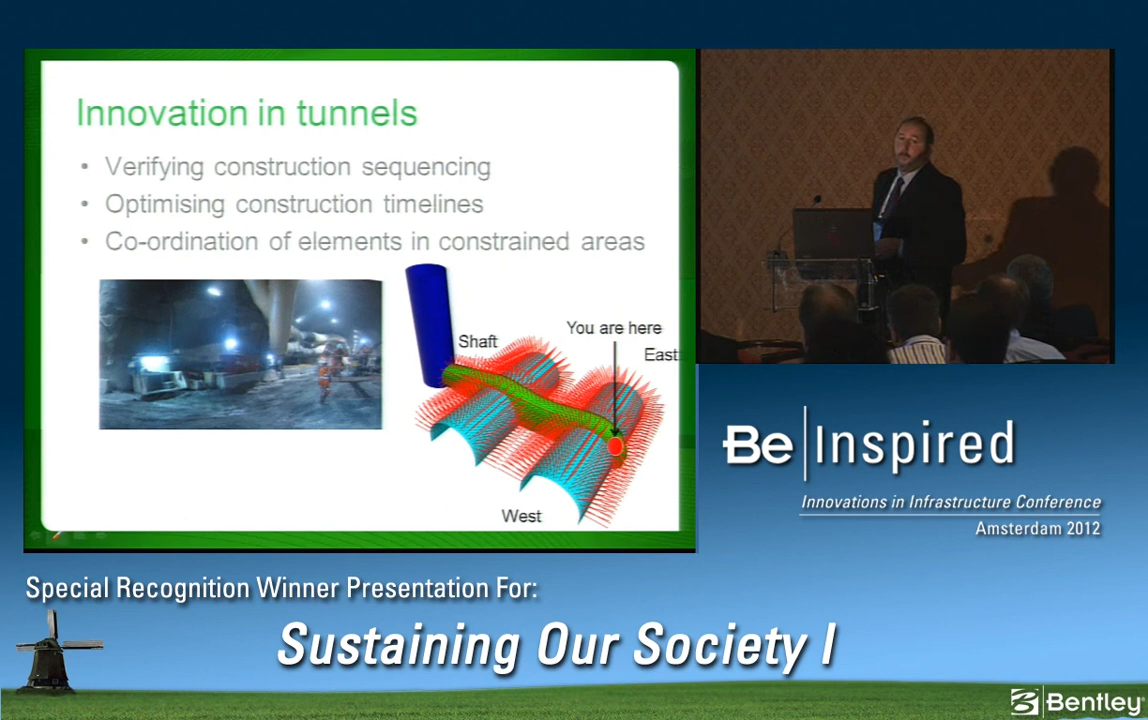 Innovation in tunnels
• Verifying construction sequencing
• Optimising construction timelines
• Co-ordination of elements in constrained areas
You are here
Shaft
East
West
Be Inspired
Innovations in Infrastructure Conference
Amsterdam 2012
Special Recognition Winner Presentation For:
Sustaining Our Society I
Bentley